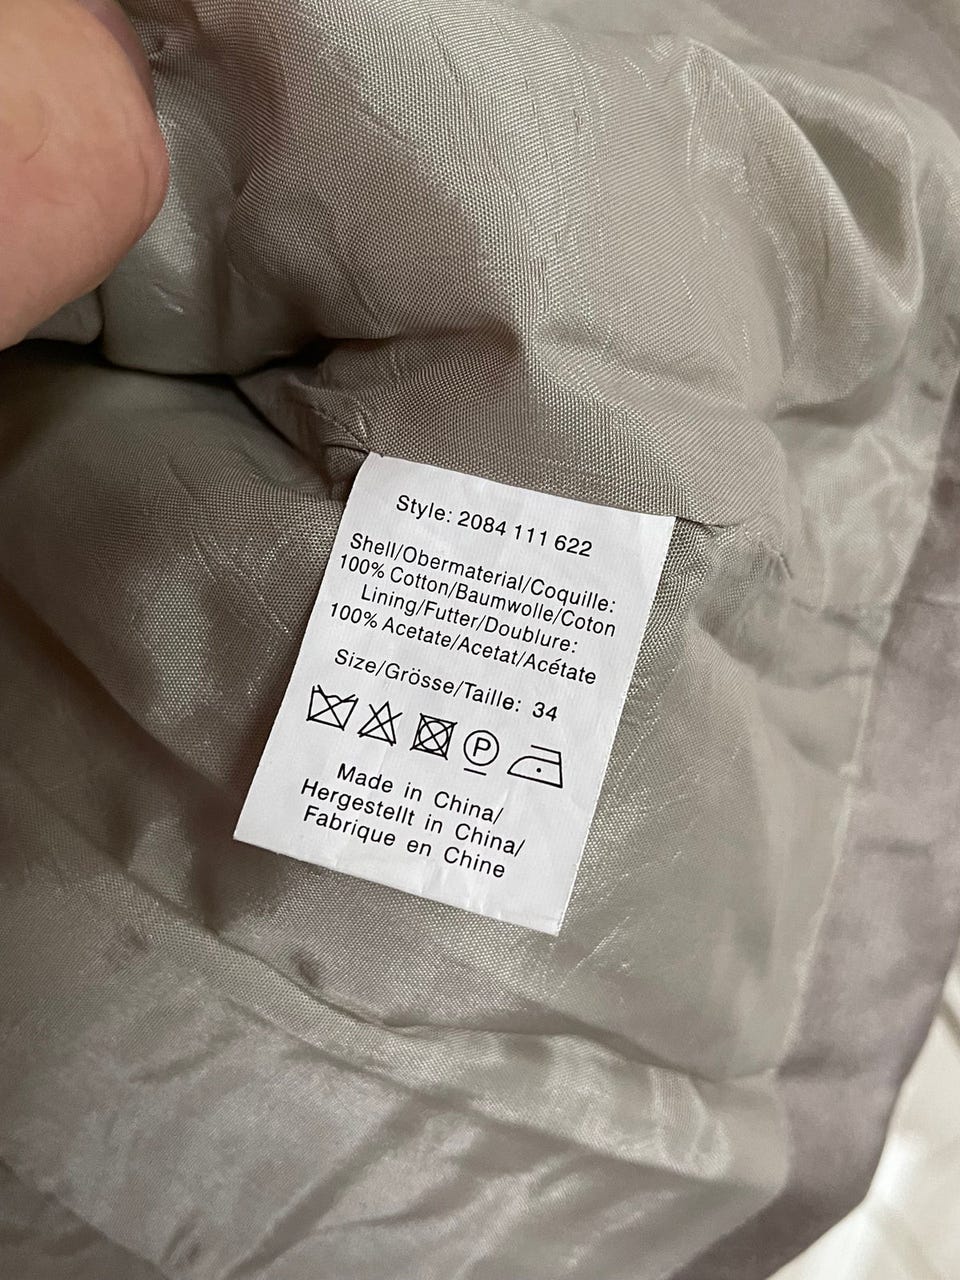 Style: 2084 111 622
Shell/Obermaterial/Coquille:
100% Cotton/Baumwolle/Coton
Lining/Futter/Doublure:
100% Acetate/Acetat/Acétate
Size/Grösse/Taille: 34
P
Made in China/
Hergestellt in China/
Fabrique en Chine